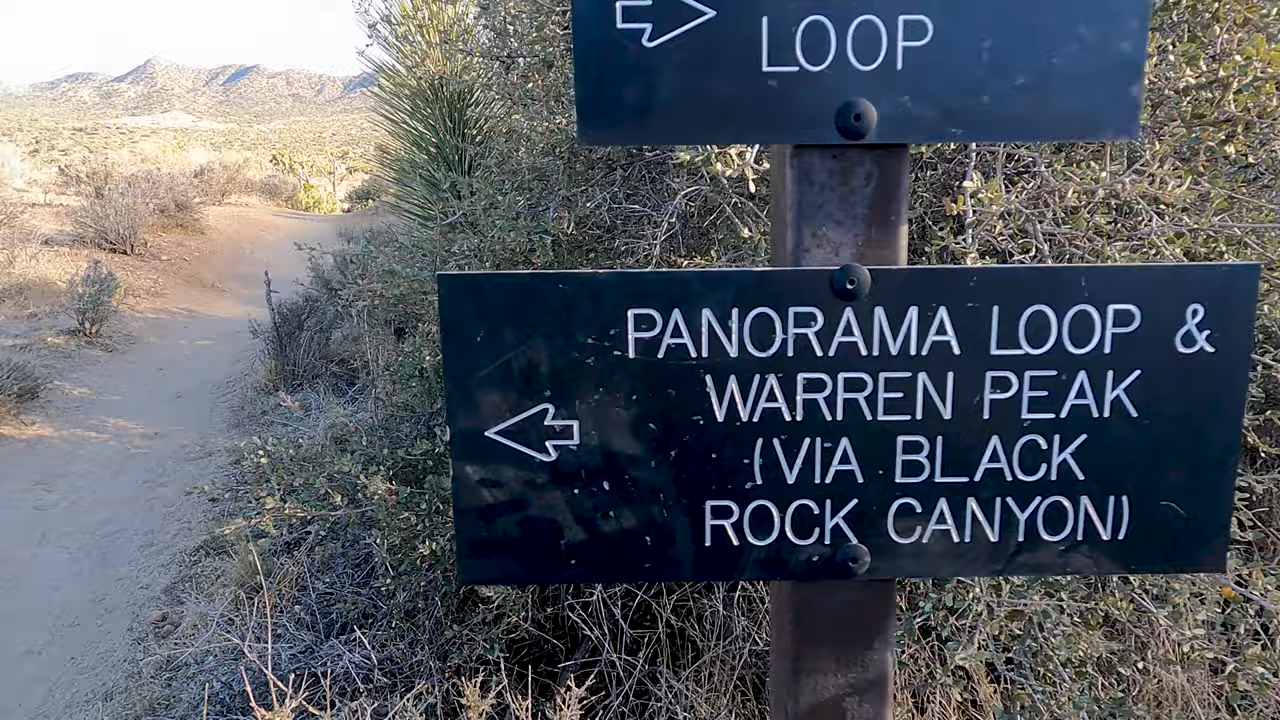 LOOP
PANORAMA LOOP &
WARREN PEAK
(VIA BLACK
ROCK CANYON)